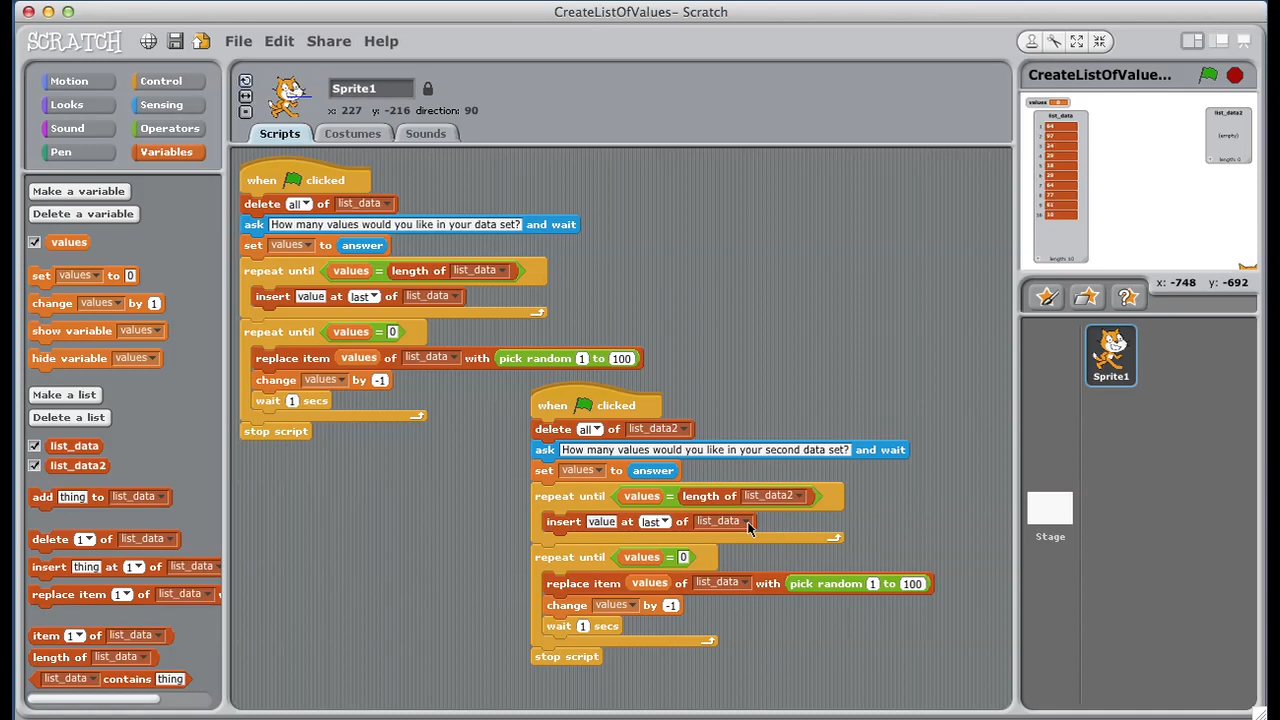 CreateListOfValues- Scratch
SCRATCH File Edit Share Help
Motion Control
Looks Sensing
Sound Operators
Pen Variables
Make a variable
Delete a variable
values
set values to 0
change values by 1
show variable values
hide variable values
Make a list
Delete a list
list_data
list_data2
add thing to list_data
delete 1 of list_data
insert thing at 1 of list_data
replace item 1 of list_data
item 1 of list_data
length of list_data
list_data contains thing
Sprite1
x: 227 y: -216 direction: 90
Scripts Costumes Sounds
when clicked
delete all of list_data
ask How many values would you like in your data set? and wait
set values to answer
repeat until values = length of list_data
insert value at last of list_data
repeat until values = 0
replace item values of list_data with pick random 1 to 100
change values by -1
wait 1 secs
stop script
when clicked
delete all of list_data2
ask How many values would you like in your second data set? and wait
set values to answer
repeat until values = length of list_data2
insert value at last of list_data
repeat until values = 0
replace item values of list_data with pick random 1 to 100
change values by -1
wait 1 secs
stop script
CreateListOfValue...
values 0
list_data
length: 10
list_data2
(empty)
length: 0
x: -748 y: -692
Sprite1
Stage